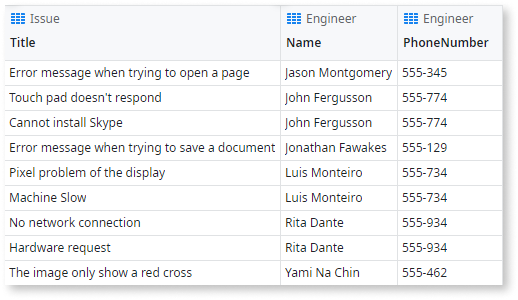 Issue Engineer Engineer
Title Name PhoneNumber
Error message when trying to open a page Jason Montgomery 555-345
Touch pad doesn't respond John Fergusson 555-774
Cannot install Skype John Fergusson 555-774
Error message when trying to save a document Jonathan Fawakes 555-129
Pixel problem of the display Luis Monteiro 555-734
Machine Slow Luis Monteiro 555-734
No network connection Rita Dante 555-934
Hardware request Rita Dante 555-934
The image only show a red cross Yami Na Chin 555-462